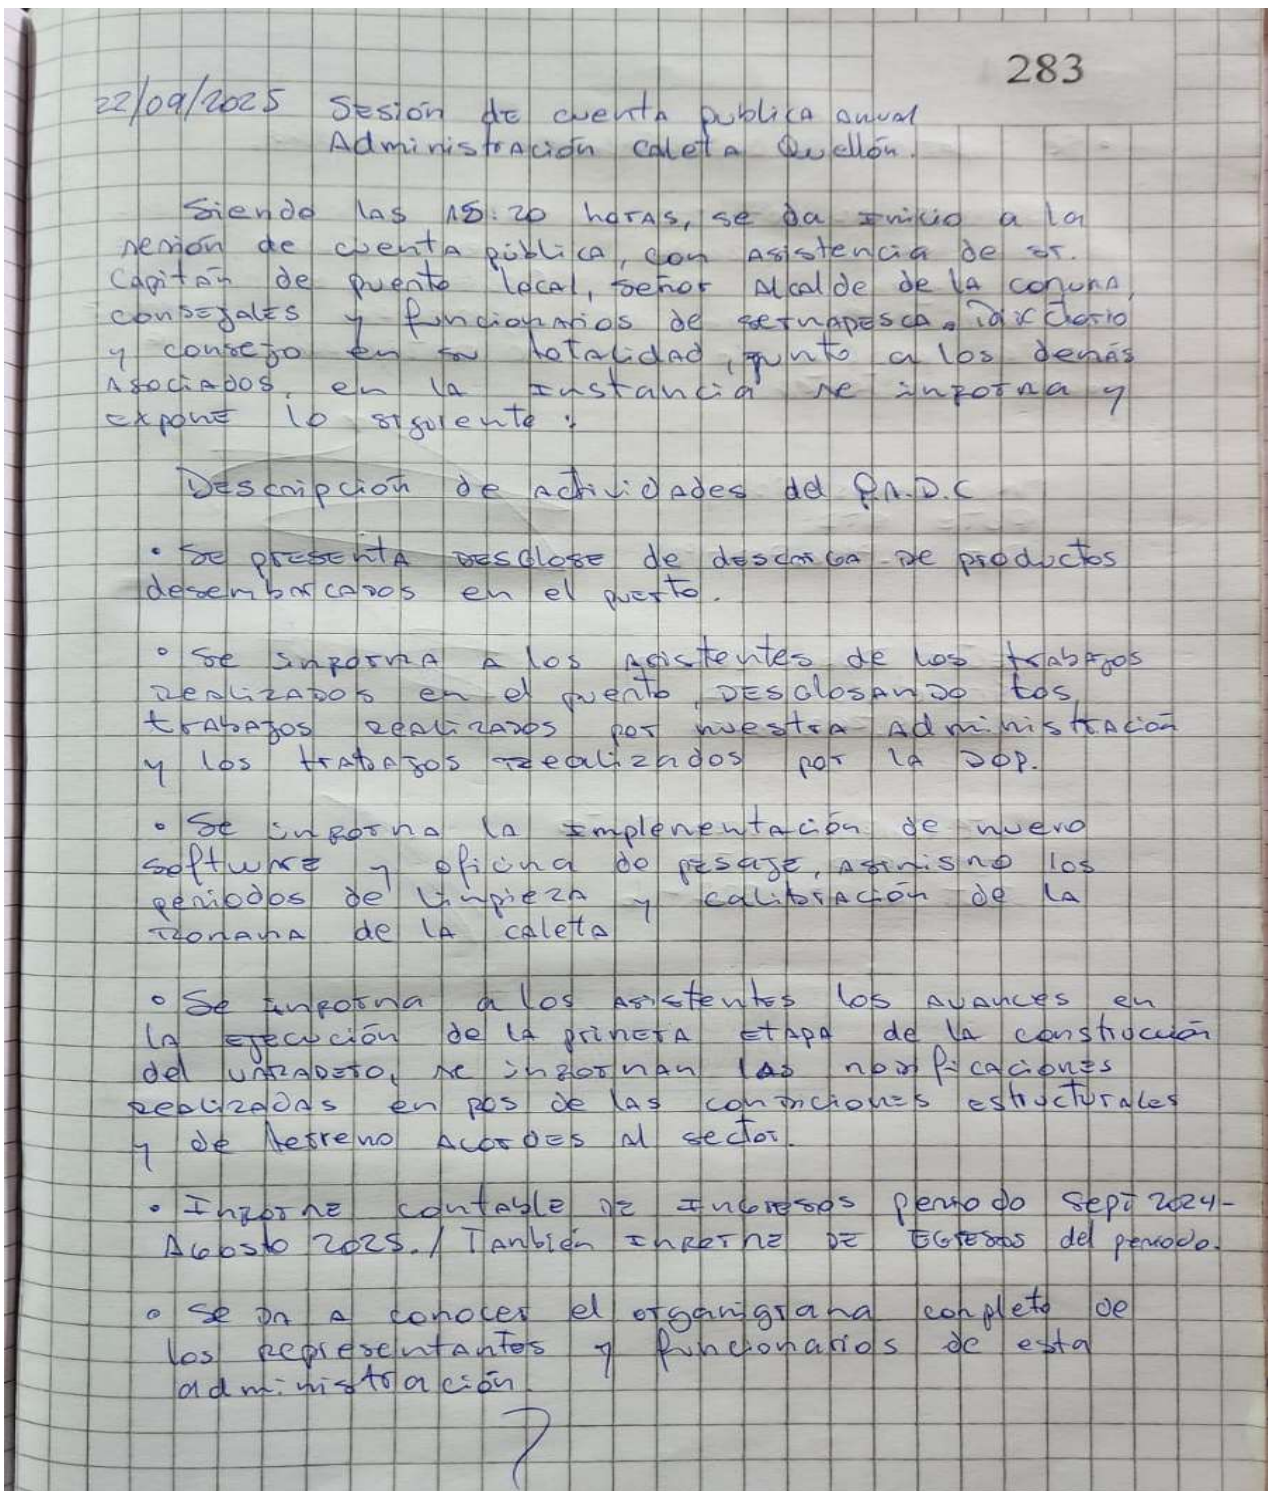 283
22/09/2025 Sesión de cuenta publica anual
Administración Caleta Quellón.
Siendo las 15:20 horas, se da inicio a la
sesión de cuenta pública, con asistencia de sr.
Capitán de puerto local, señor Alcalde de la comuna,
consejales y funcionarios de sernapesca. Directorio
y consejo en su totalidad, junto a los demás
Asociados, en la instancia se informa y
expone lo siguiente:
Descripción de actividades del P.A.D.C
• Se presenta desglose de descarga de productos
desembarcados en el puerto.
• Se informa a los asistentes de los trabajos
realizados en el puerto, desglosando los
trabajos realizados por nuestra Administración
y los trabajos realizados por la DOP.
• Se informa la implementación de nuevo
software y oficina de pesaje, asimismo los
periodos de limpieza y calibración de la
romana de la caleta
• Se informa a los asistentes los avances en
la ejecución de la primera etapa de la construcción
del varadero, se informan las modificaciones
realizadas en pos de las condiciones estructurales
y de terreno acordes al sector.
• Informe contable de ingresos periodo Sept 2024-
Agosto 2025. / También informe de Egresos del periodo.
• Se da a conocer el organigrama completo de
los representantes y funcionarios de esta
administración